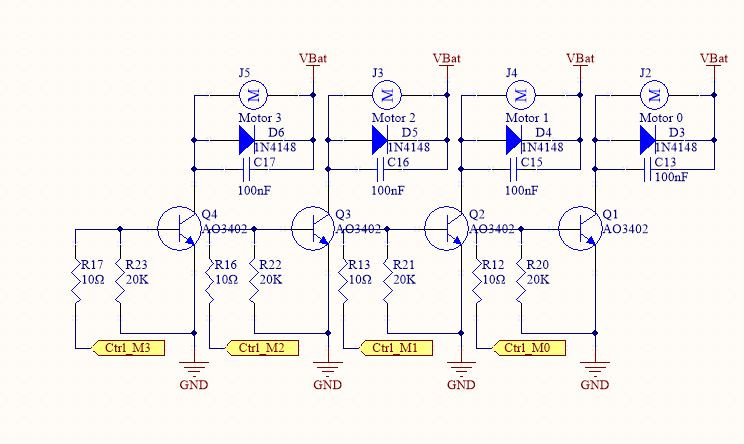 VBat VBat VBat VBat
J5 J3 J4 J2
M M M M
Motor 3 Motor 2 Motor 1 Motor 0
D6 D5 D4 D3
1N4148 1N4148 1N4148 1N4148
C17 C16 C15 C13
100nF 100nF 100nF 100nF
Q4 Q3 Q2 Q1
AO3402 AO3402 AO3402 AO3402
R17 R23 R16 R22 R13 R21 R12 R20
10Ω 20K 10Ω 20K 10Ω 20K 10Ω 20K
Ctrl_M3 Ctrl_M2 Ctrl_M1 Ctrl_M0
GND GND GND GND